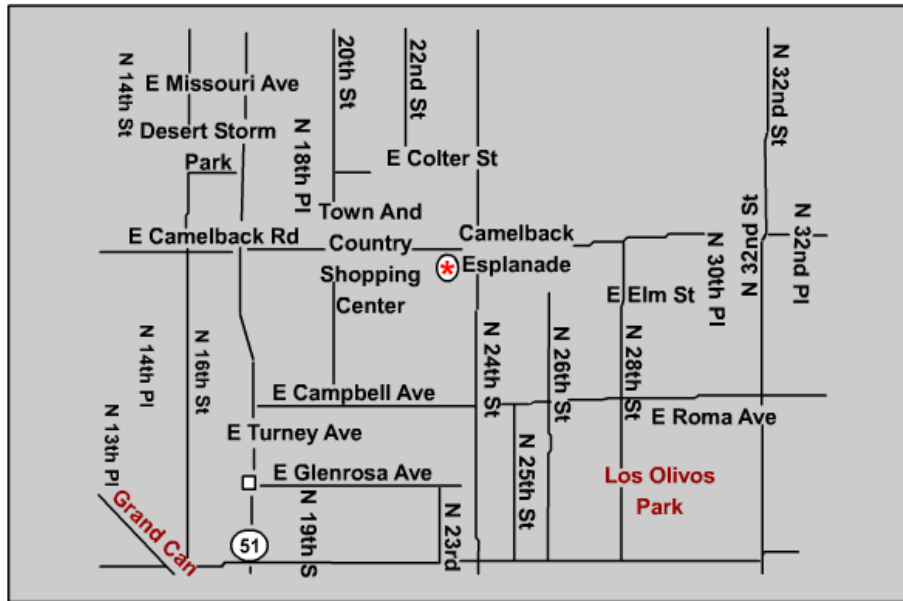 N 14th St
E Missouri Ave
20th St
22nd St
N 32nd St
Desert Storm
Park
N 18th Pl
E Colter St
Town And
Country
Shopping
Center
E Camelback Rd
Camelback
Esplanade
*
N 30th Pl
N 32nd St
N 32nd Pl
E Elm St
N 14th Pl
N 16th St
N 24th St
N 26th St
N 28th St
E Campbell Ave
E Roma Ave
N 13th Pl
E Turney Ave
E Glenrosa Ave
N 25th St
Los Olivos
Park
Grand Can
51
N 19th S
N 23rd